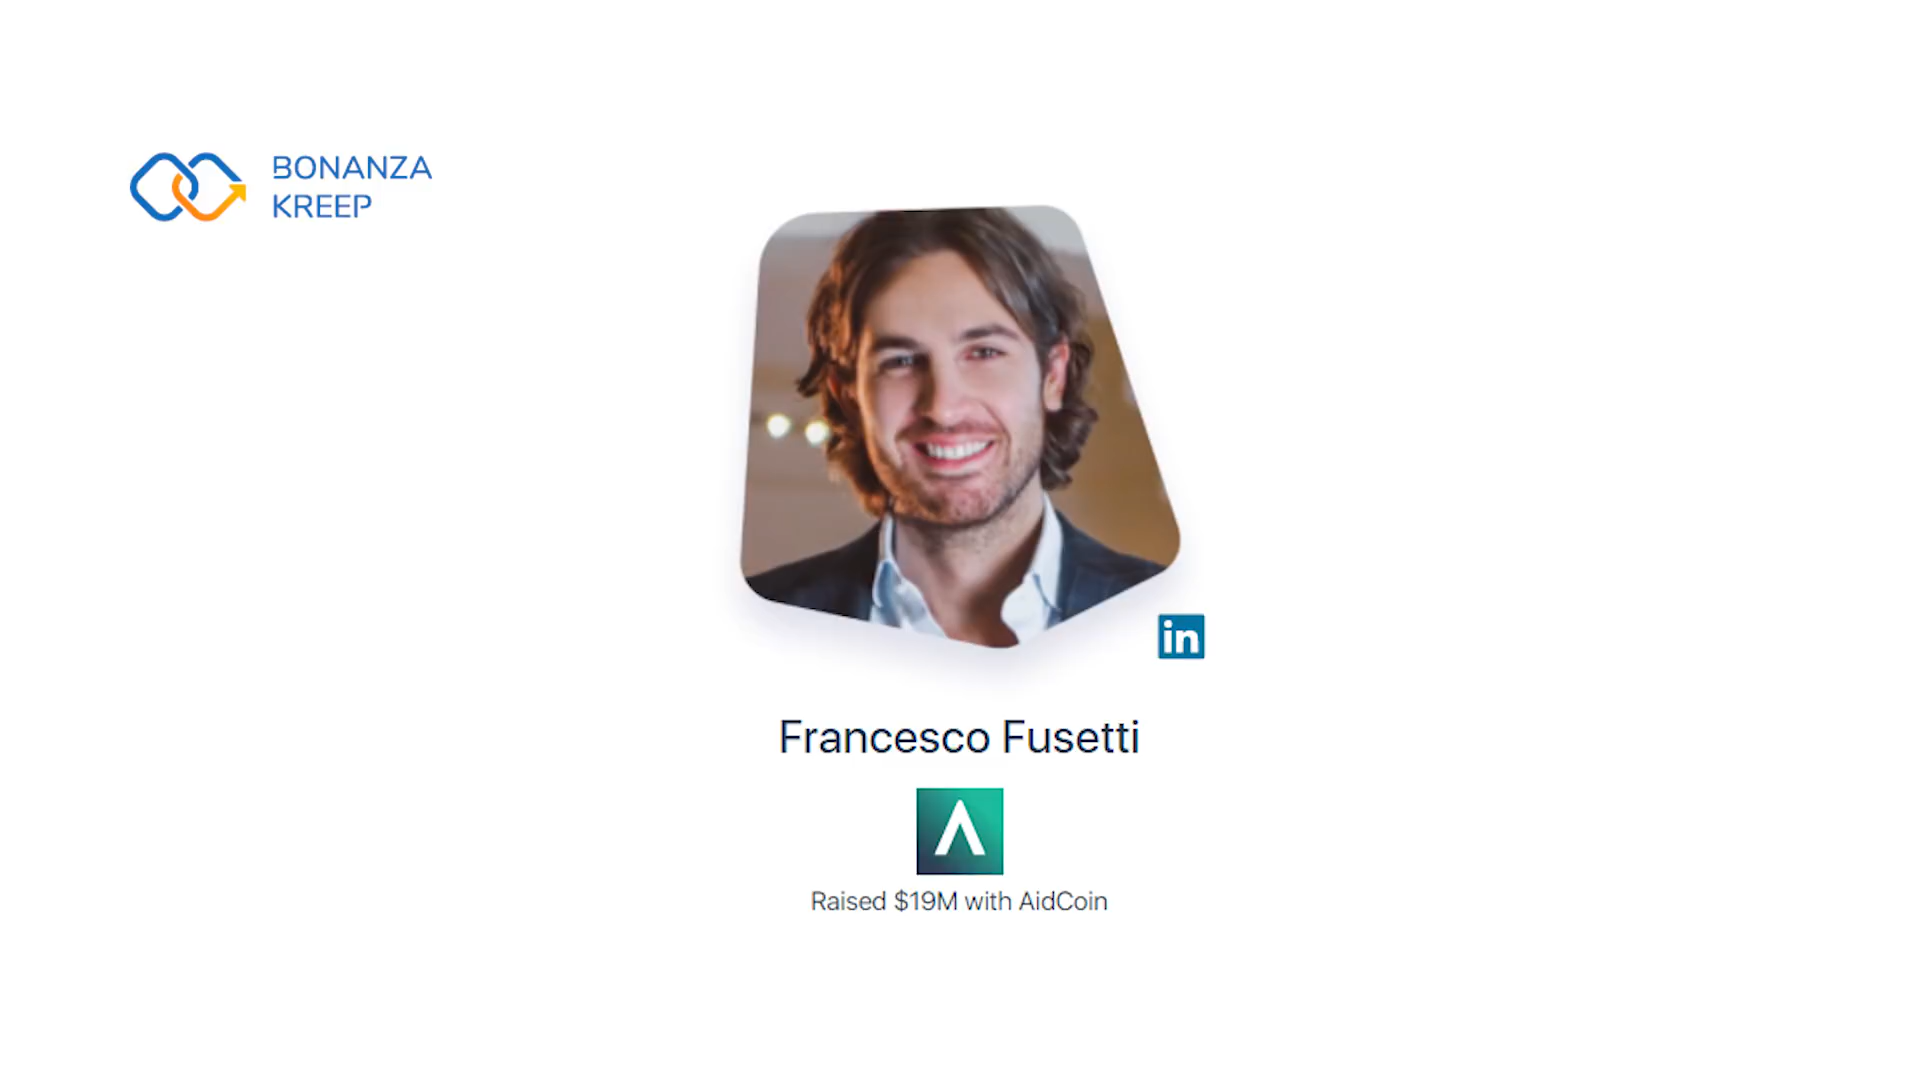 BONANZA
KREEP
in
Francesco Fusetti
Raised $19M with AidCoin